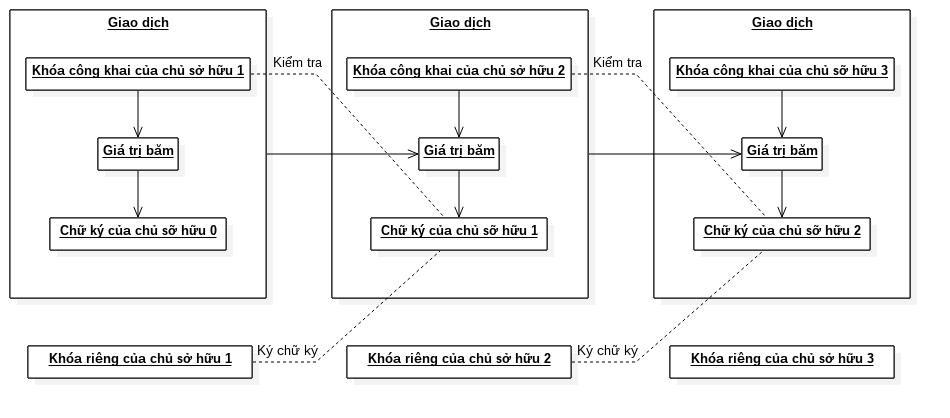 Giao dịch
Giao dịch
Giao dịch
Khóa công khai của chủ sở hữu 1
Kiểm tra
Khóa công khai của chủ sở hữu 2
Kiểm tra
Khóa công khai của chủ sỡ hữu 3
Giá trị băm
Giá trị băm
Giá trị băm
Chữ ký của chủ sỡ hữu 0
Chữ ký của chủ sỡ hữu 1
Chữ ký của chủ sỡ hữu 2
Khóa riêng của chủ sở hữu 1
Ký chữ ký
Khóa riêng của chủ sở hữu 2
Ký chữ ký
Khóa riêng của chủ sở hữu 3